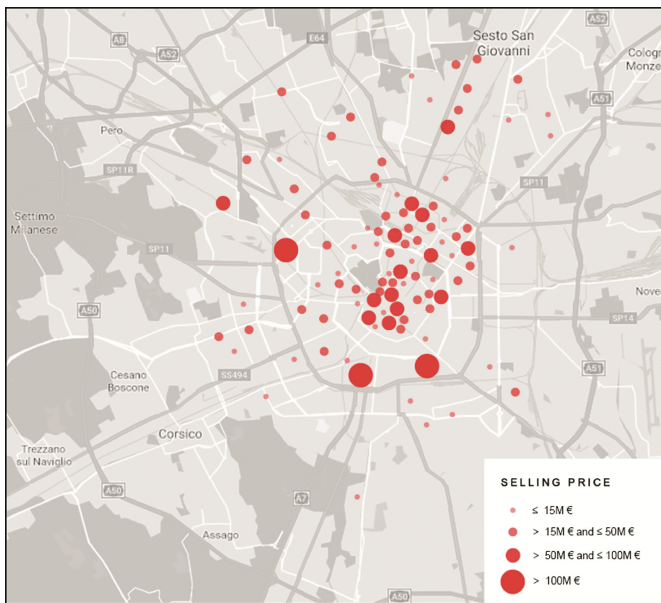 A52
Sesto San
Giovanni
E64
A8
A52
Cologno
Monze
A51
Pero
SP11R
SP11
Settimo
Milanese
SP11
Nove
A50
SP14
A51
Cesano
Boscone
SS494
Corsico
Trezzano
sul Naviglio
A50
A7
Assago
A50
SELLING PRICE
≤ 15M €
> 15M € and ≤ 50M €
> 50M € and ≤ 100M €
> 100M €